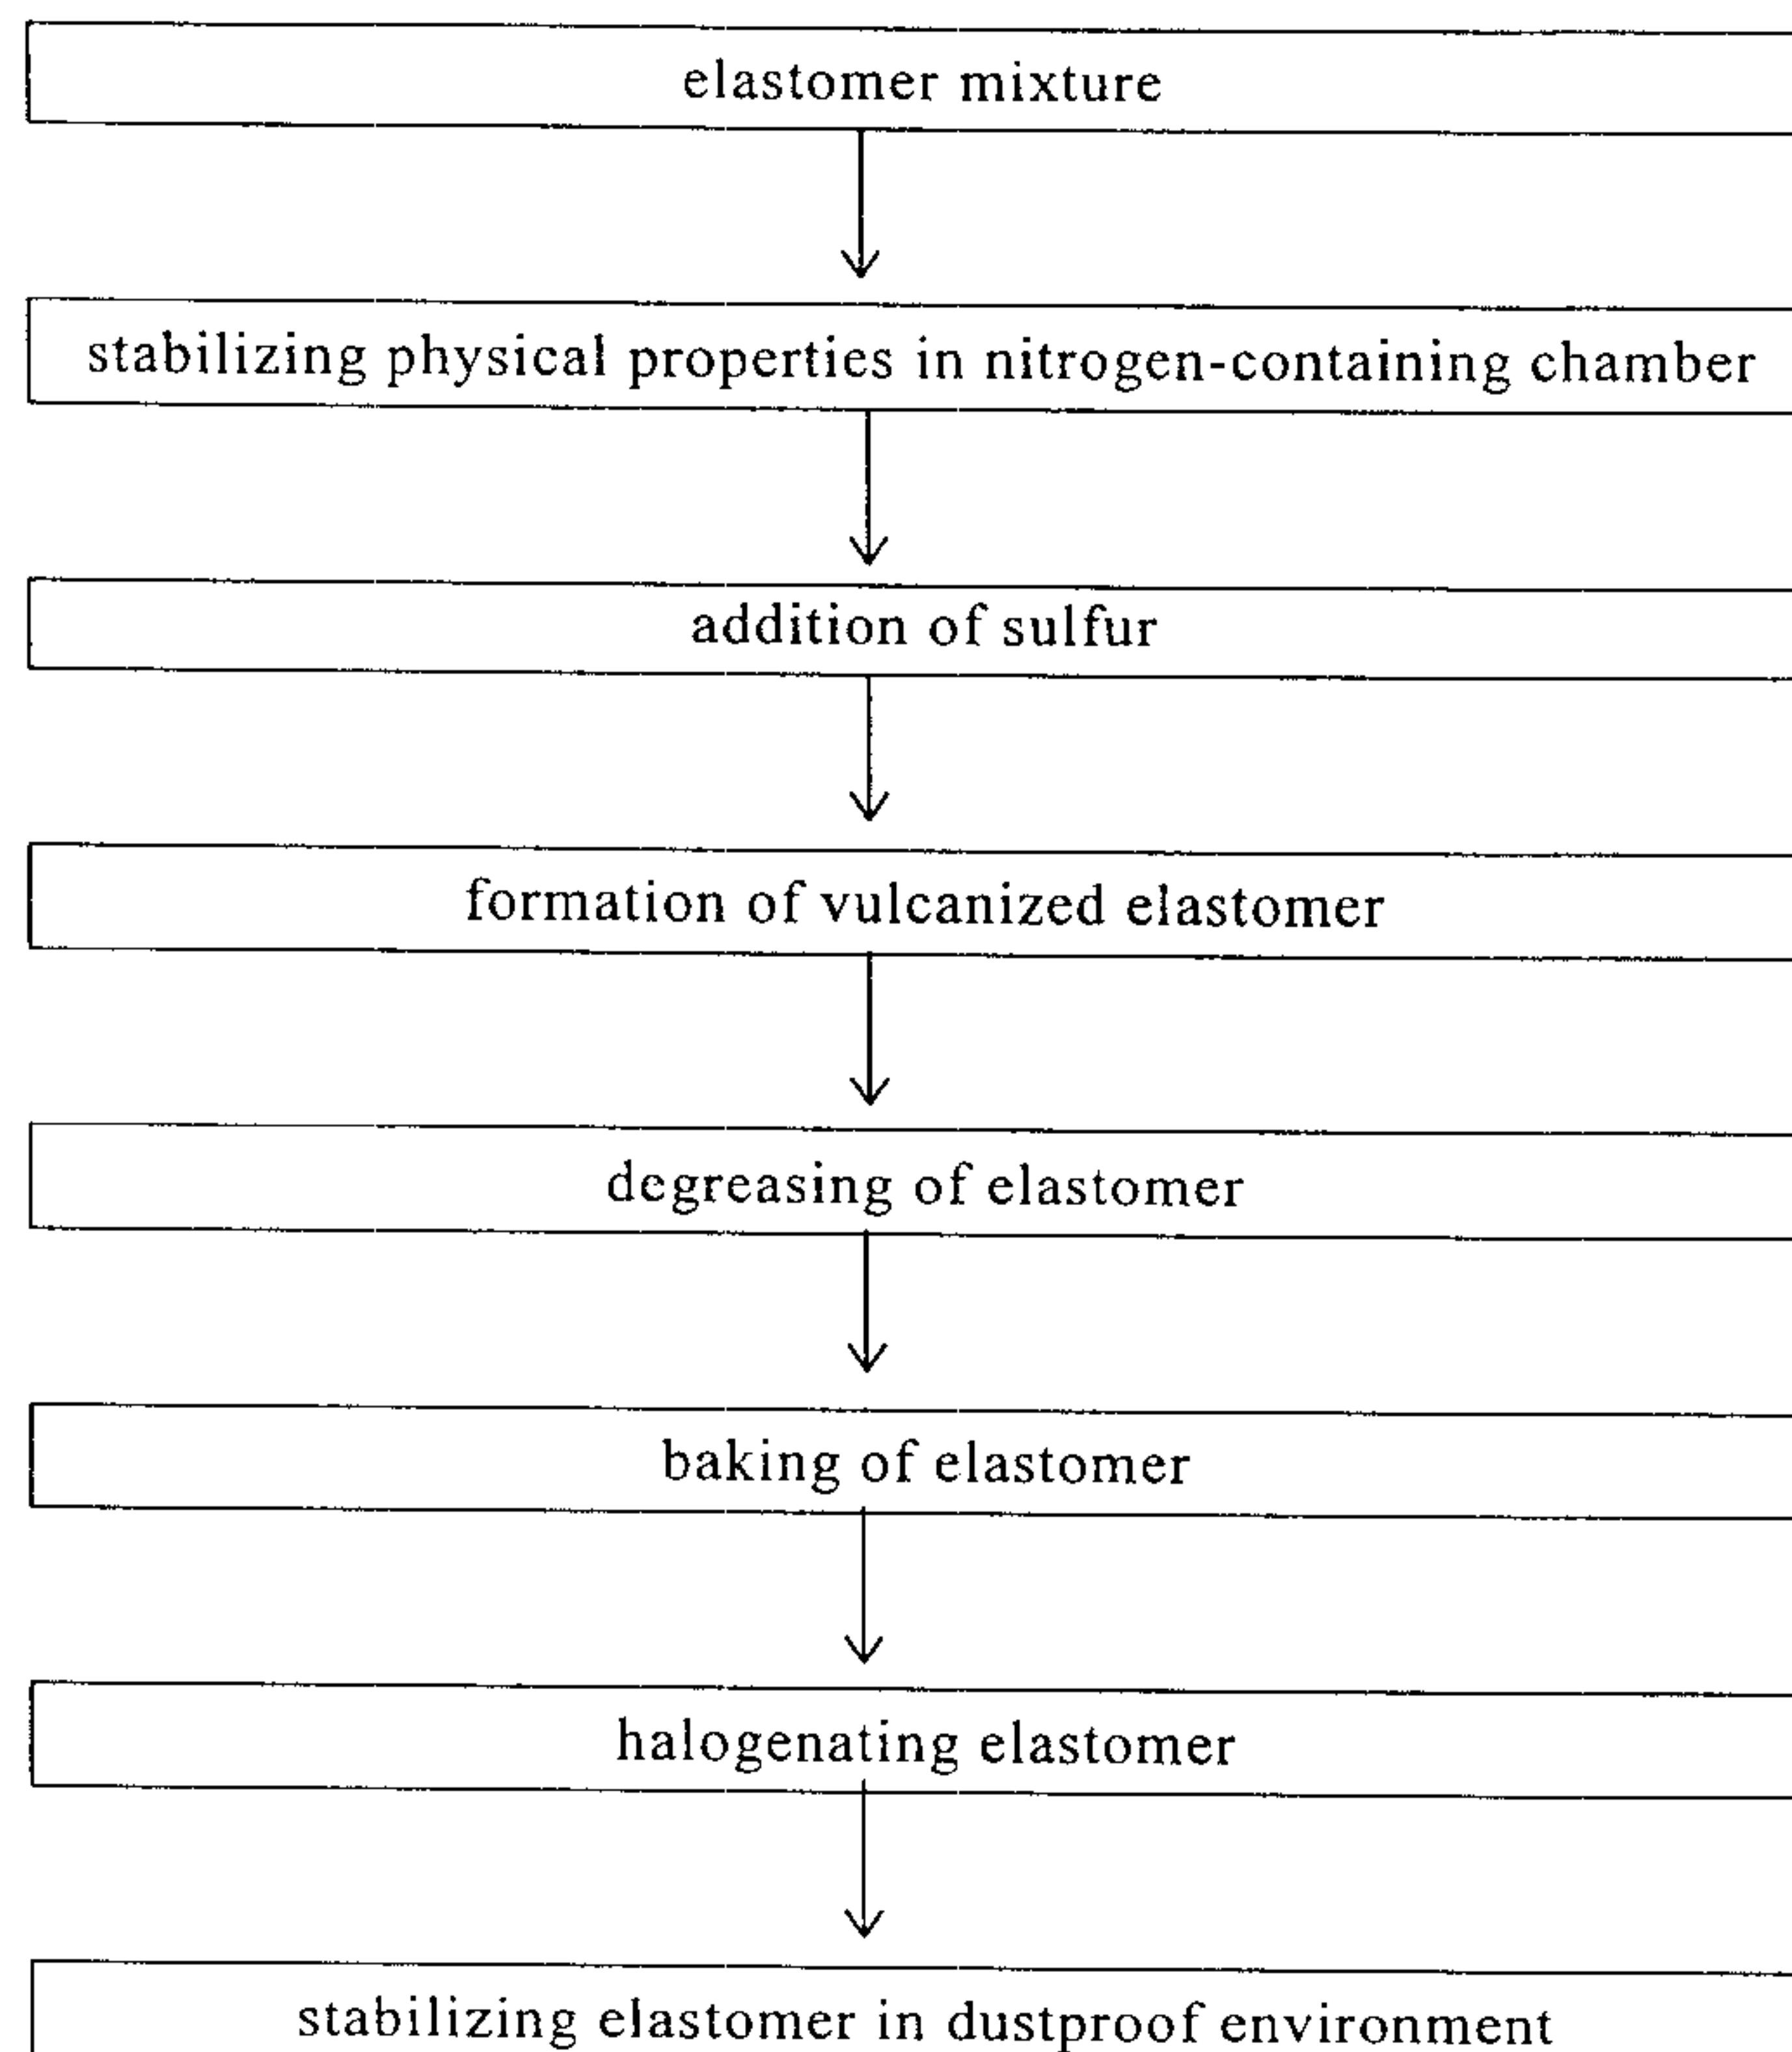 elastomer mixture
stabilizing physical properties in nitrogen-containing chamber
addition of sulfur
formation of vulcanized elastomer
degreasing of elastomer
baking of elastomer
halogenating elastomer
stabilizing elastomer in dustproof environment